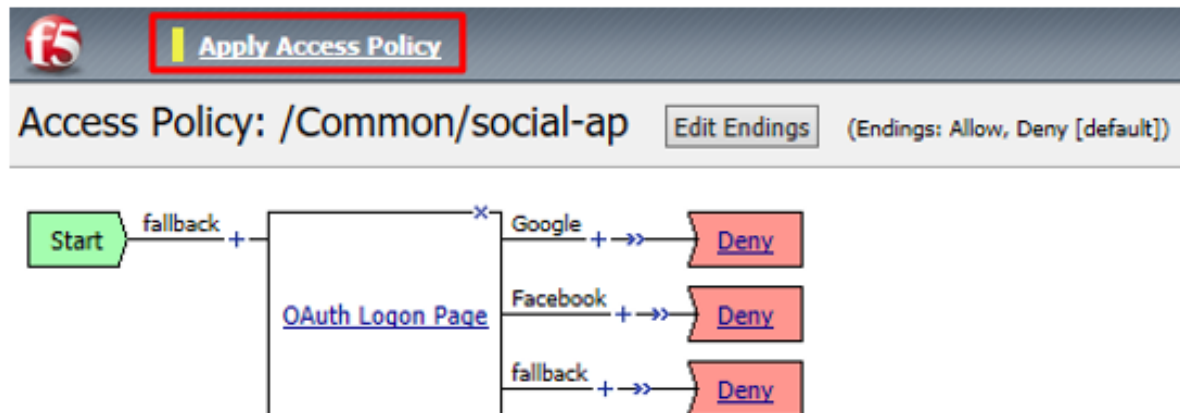 f5 Apply Access Policy
Access Policy: /Common/social-ap Edit Endings (Endings: Allow, Deny [default])
Start fallback + OAuth Logon Page × Google + Deny
Facebook + Deny
fallback + Deny